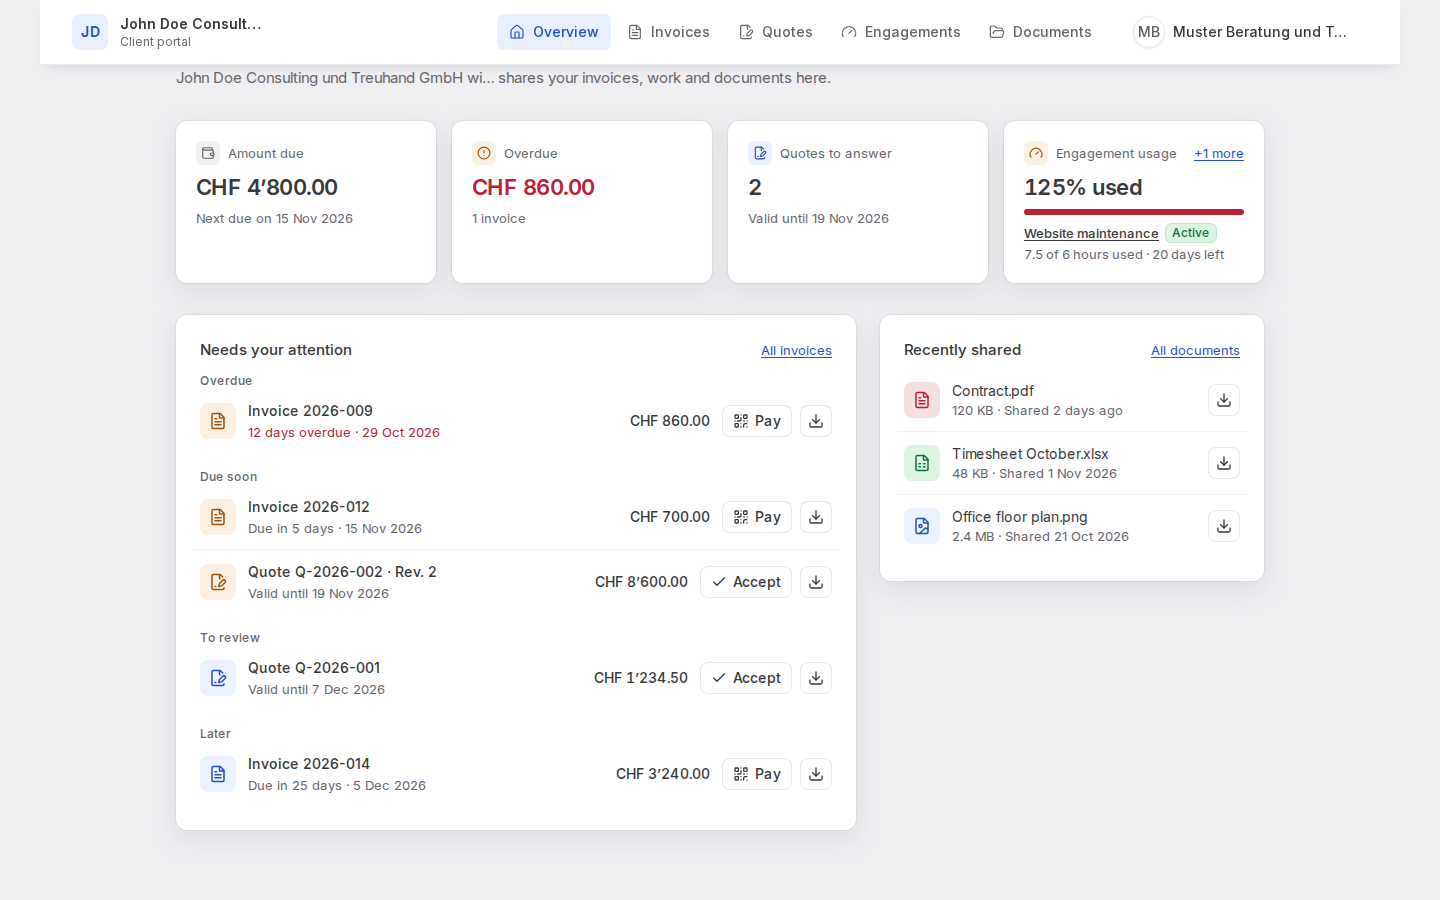 JD
John Doe Consult...
Client portal
Overview
Invoices
Quotes
Engagements
Documents
MB
Muster Beratung und T...
John Doe Consulting und Treuhand GmbH wi... shares your invoices, work and documents here.
Amount due
CHF 4’800.00
Next due on 15 Nov 2026
Overdue
CHF 860.00
1 invoice
Quotes to answer
2
Valid until 19 Nov 2026
Engagement usage
+1 more
125% used
Website maintenance
Active
7.5 of 6 hours used · 20 days left
Needs your attention
All invoices
Overdue
Invoice 2026-009
12 days overdue · 29 Oct 2026
CHF 860.00
Pay
Due soon
Invoice 2026-012
Due in 5 days · 15 Nov 2026
CHF 700.00
Pay
Quote Q-2026-002 · Rev. 2
Valid until 19 Nov 2026
CHF 8’600.00
Accept
To review
Quote Q-2026-001
Valid until 7 Dec 2026
CHF 1’234.50
Accept
Later
Invoice 2026-014
Due in 25 days · 5 Dec 2026
CHF 3’240.00
Pay
Recently shared
All documents
Contract.pdf
120 KB · Shared 2 days ago
Timesheet October.xlsx
48 KB · Shared 1 Nov 2026
Office floor plan.png
2.4 MB · Shared 21 Oct 2026